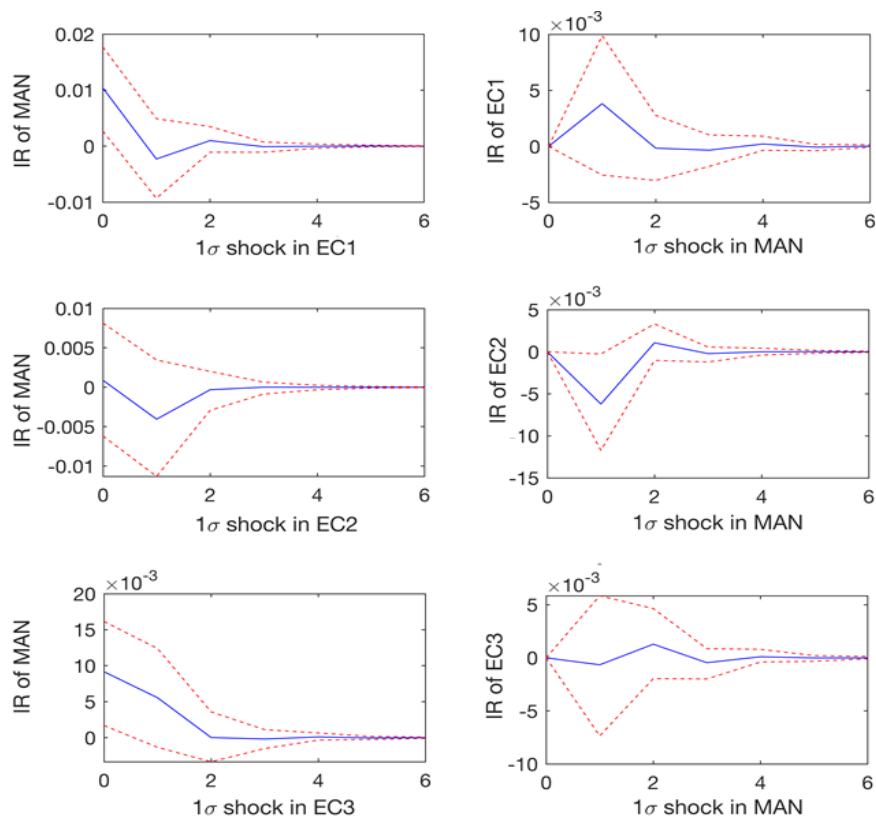 0.02
0.01
0
-0.01
0 2 4 6
IR of MAN
1σ shock in EC1
×10-3
10
5
0
-5
0 2 4 6
IR of EC1
1σ shock in MAN
0.01
0.005
0
-0.005
-0.01
0 2 4 6
IR of MAN
1σ shock in EC2
×10-3
5
0
-5
-10
-15
0 2 4 6
IR of EC2
1σ shock in MAN
×10-3
20
15
10
5
0
0 2 4 6
IR of MAN
1σ shock in EC3
×10-3
5
0
-5
-10
0 2 4 6
IR of EC3
1σ shock in MAN